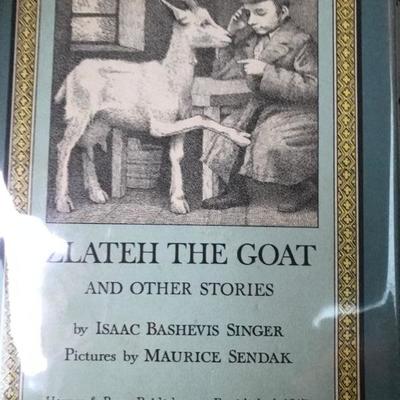 ZLATEH THE GOAT
AND OTHER STORIES
by ISAAC BASHEVIS SINGER
Pictures by MAURICE SENDAK